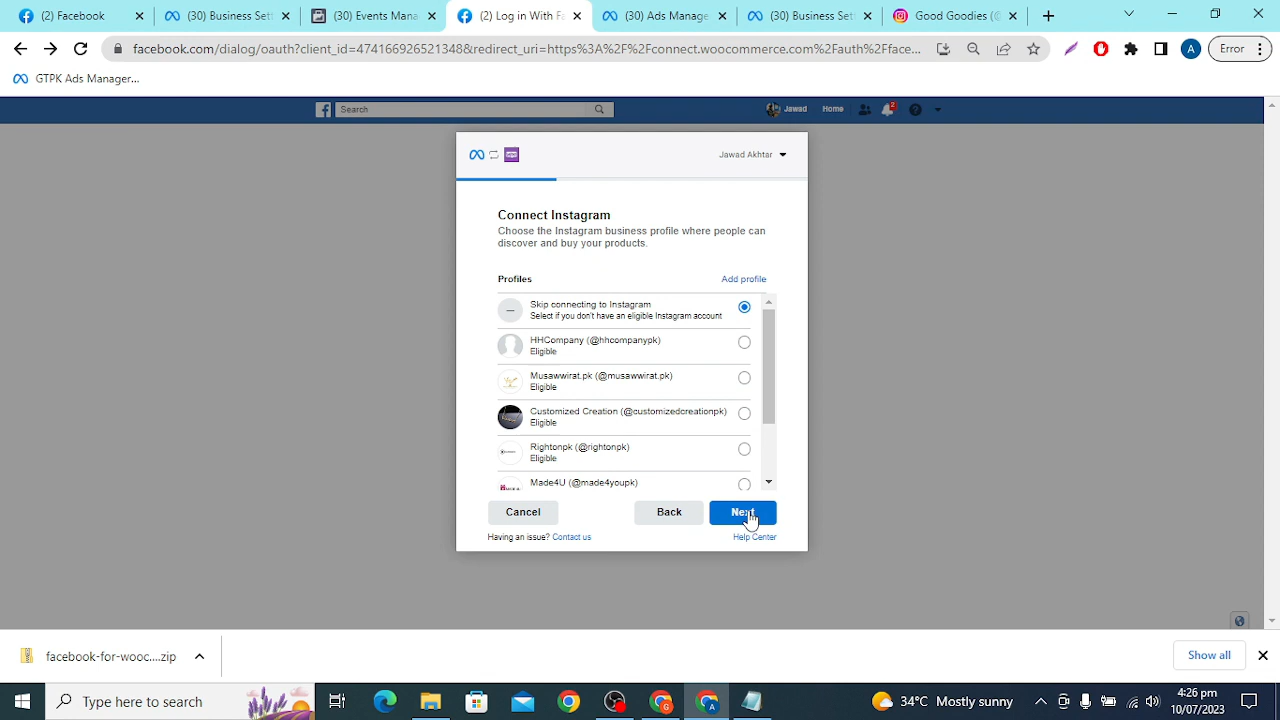 (2) Facebook
(30) Business Sett
(30) Events Mana
(2) Log in With Fa
(30) Ads Manage
(30) Business Sett
Good Goodies (@
facebook.com/dialog/oauth?client_id=474166926521348&redirect_uri=https%3A%2F%2Fconnect.woocommerce.com%2Fauth%2Fface...
A
Error
GTPK Ads Manager...
Search
Jawad
Home
2
Jawad Akhtar
Connect Instagram
Choose the Instagram business profile where people can
discover and buy your products.
Profiles
Add profile
Skip connecting to Instagram
Select if you don't have an eligible Instagram account
HHCompany (@hhcompanypk)
Eligible
Musawwirat.pk (@musawwirat.pk)
Eligible
Customized Creation (@customizedcreationpk)
Eligible
Rightonpk (@rightonpk)
Eligible
Made4U (@made4youpk)
Cancel
Back
Next
Having an issue? Contact us
Help Center
facebook-for-wooc....zip
Show all
Type here to search
G
A
34°C Mostly sunny
4:26 pm
10/07/2023